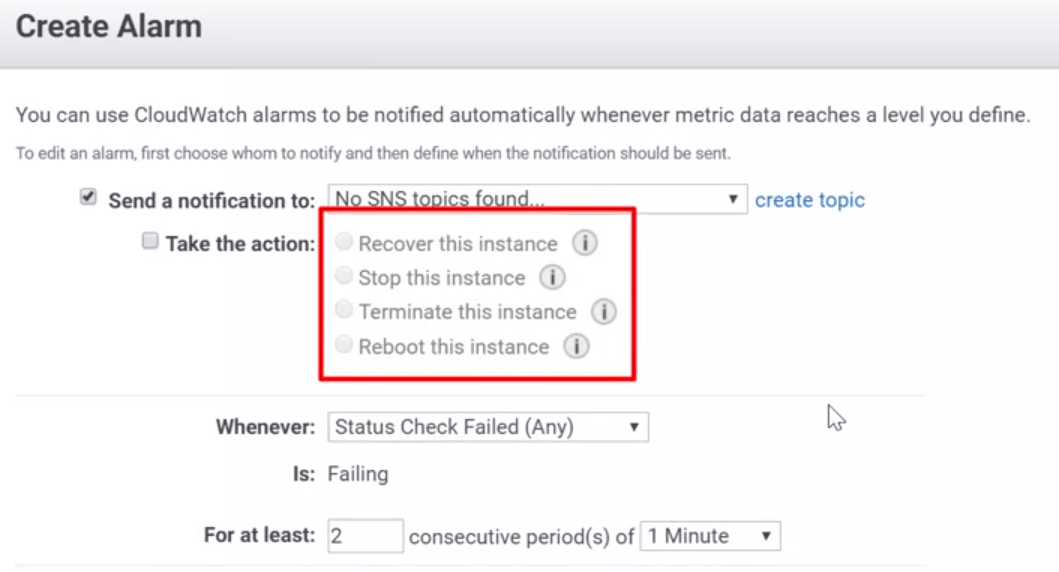 Create Alarm
You can use CloudWatch alarms to be notified automatically whenever metric data reaches a level you define.
To edit an alarm, first choose whom to notify and then define when the notification should be sent.
Send a notification to: No SNS topics found... create topic
Take the action: Recover this instance i
Stop this instance i
Terminate this instance i
Reboot this instance i
Whenever: Status Check Failed (Any)
Is: Failing
For at least: 2 consecutive period(s) of 1 Minute